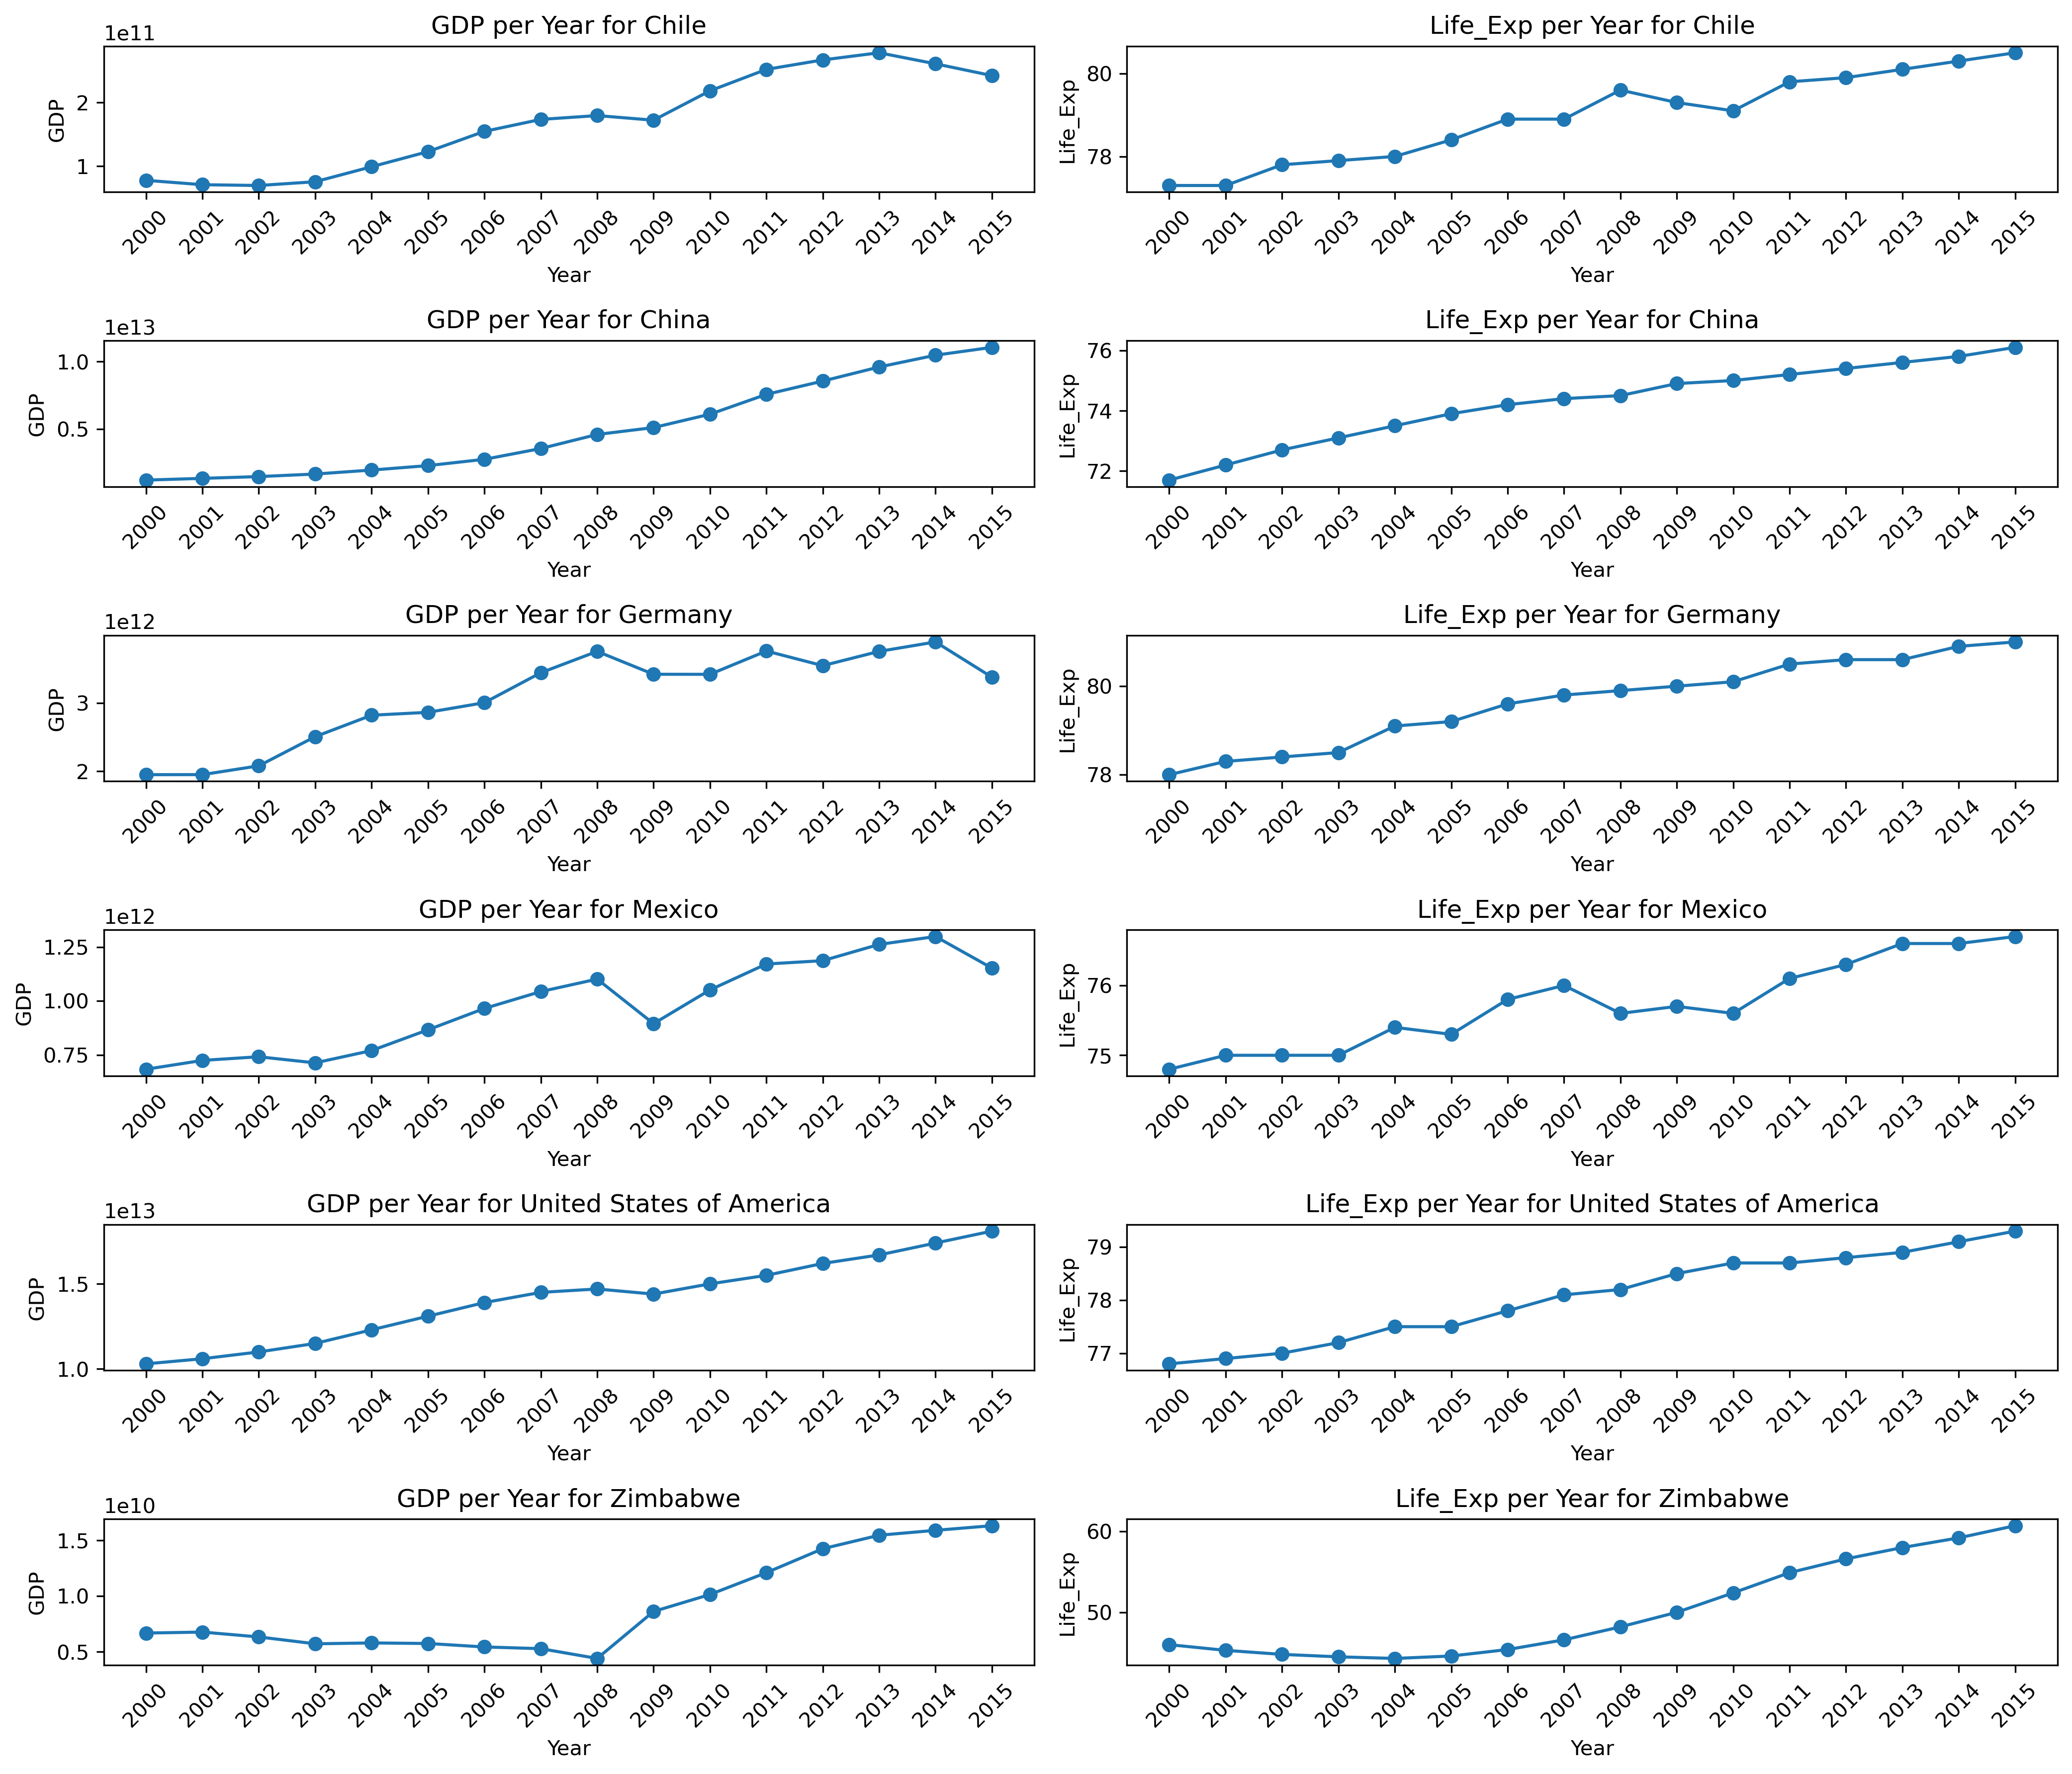 GDP per Year for Chile
1e11
GDP
2
1
2000 2001 2002 2003 2004 2005 2006 2007 2008 2009 2010 2011 2012 2013 2014 2015
Year
Life_Exp per Year for Chile
Life_Exp
80
78
2000 2001 2002 2003 2004 2005 2006 2007 2008 2009 2010 2011 2012 2013 2014 2015
Year
GDP per Year for China
1e13
GDP
1.0
0.5
2000 2001 2002 2003 2004 2005 2006 2007 2008 2009 2010 2011 2012 2013 2014 2015
Year
Life_Exp per Year for China
Life_Exp
76
74
72
2000 2001 2002 2003 2004 2005 2006 2007 2008 2009 2010 2011 2012 2013 2014 2015
Year
GDP per Year for Germany
1e12
GDP
3
2
2000 2001 2002 2003 2004 2005 2006 2007 2008 2009 2010 2011 2012 2013 2014 2015
Year
Life_Exp per Year for Germany
Life_Exp
80
78
2000 2001 2002 2003 2004 2005 2006 2007 2008 2009 2010 2011 2012 2013 2014 2015
Year
GDP per Year for Mexico
1e12
GDP
1.25
1.00
0.75
2000 2001 2002 2003 2004 2005 2006 2007 2008 2009 2010 2011 2012 2013 2014 2015
Year
Life_Exp per Year for Mexico
Life_Exp
76
75
2000 2001 2002 2003 2004 2005 2006 2007 2008 2009 2010 2011 2012 2013 2014 2015
Year
GDP per Year for United States of America
1e13
GDP
1.5
1.0
2000 2001 2002 2003 2004 2005 2006 2007 2008 2009 2010 2011 2012 2013 2014 2015
Year
Life_Exp per Year for United States of America
Life_Exp
79
78
77
2000 2001 2002 2003 2004 2005 2006 2007 2008 2009 2010 2011 2012 2013 2014 2015
Year
GDP per Year for Zimbabwe
1e10
GDP
1.5
1.0
0.5
2000 2001 2002 2003 2004 2005 2006 2007 2008 2009 2010 2011 2012 2013 2014 2015
Year
Life_Exp per Year for Zimbabwe
Life_Exp
60
50
2000 2001 2002 2003 2004 2005 2006 2007 2008 2009 2010 2011 2012 2013 2014 2015
Year